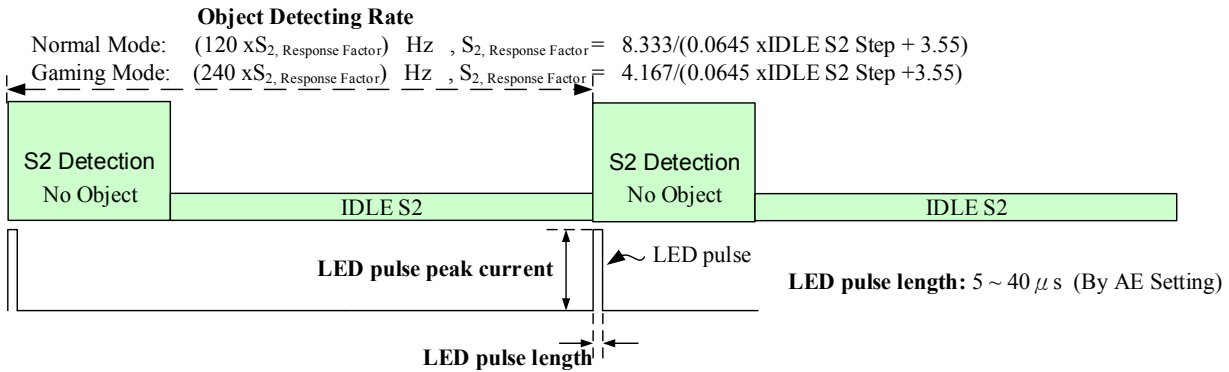 Object Detecting Rate
Normal Mode: (120 xS2, Response Factor) Hz , S2, Response Factor = 8.333/(0.0645 xIDLE S2 Step + 3.55)
Gaming Mode: (240 xS2, Response Factor) Hz , S2, Response Factor = 4.167/(0.0645 xIDLE S2 Step +3.55)
S2 Detection
No Object
IDLE S2
S2 Detection
No Object
IDLE S2
LED pulse peak current
LED pulse
LED pulse length: 5 ~ 40 μ s (By AE Setting)
LED pulse length